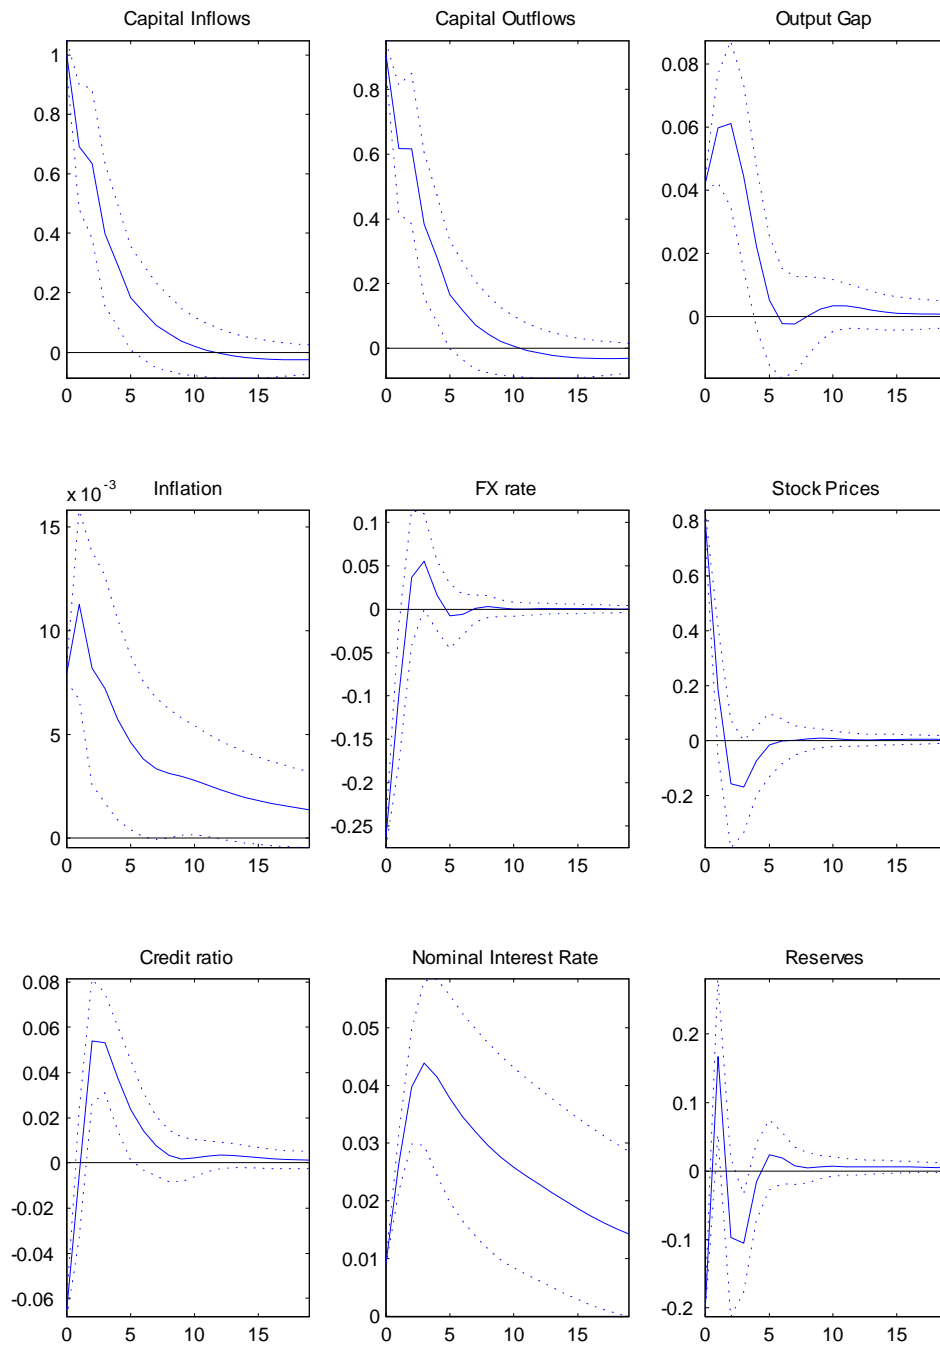 Capital Inflows
Capital Outflows
Output Gap
1
0.8
0.6
0.4
0.2
0
0 5 10 15
0.8
0.6
0.4
0.2
0
0 5 10 15
0.08
0.06
0.04
0.02
0
0 5 10 15
x 10-3
Inflation
FX rate
Stock Prices
15
10
5
0
0 5 10 15
0.1
0.05
0
-0.05
-0.1
-0.15
-0.2
-0.25
0 5 10 15
0.8
0.6
0.4
0.2
0
-0.2
0 5 10 15
Credit ratio
Nominal Interest Rate
Reserves
0.08
0.06
0.04
0.02
0
-0.02
-0.04
-0.06
0 5 10 15
0.05
0.04
0.03
0.02
0.01
0
0 5 10 15
0.2
0.1
0
-0.1
-0.2
0 5 10 15